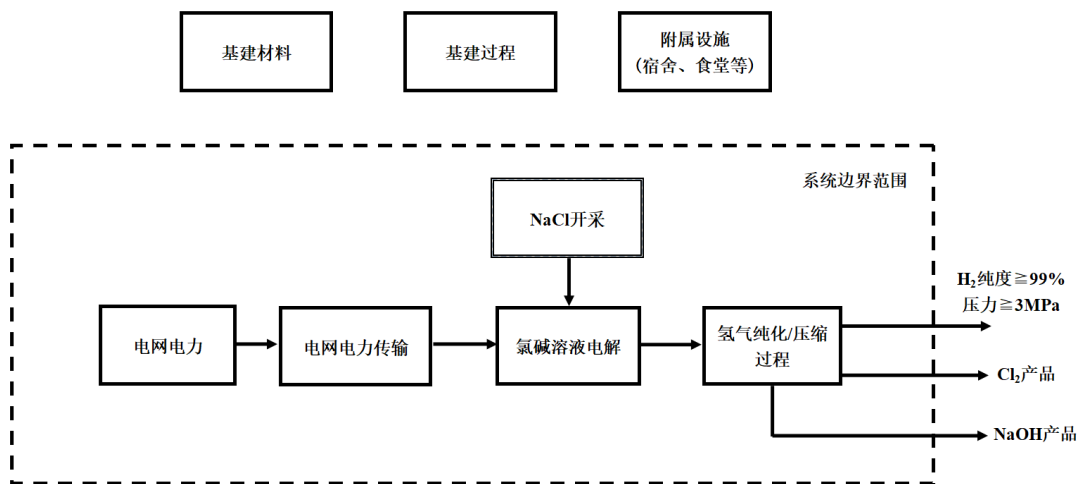 基建材料
基建过程
附属设施
(宿舍、食堂等)
系统边界范围
NaCl开采
H₂纯度≧99%
压力≧3MPa
电网电力
电网电力传输
氯碱溶液电解
氢气纯化/压缩
过程
Cl₂产品
NaOH产品